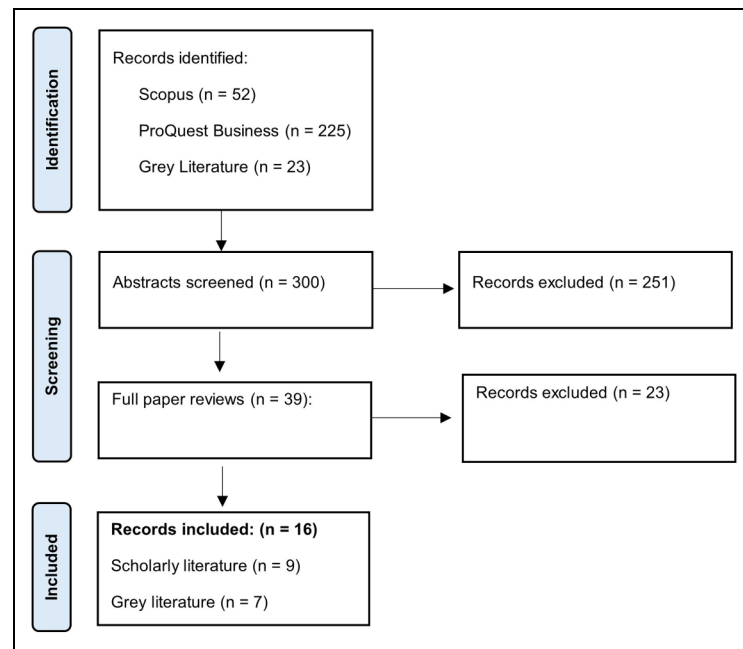 Identification
Records identified:
Scopus (n = 52)
ProQuest Business (n = 225)
Grey Literature (n = 23)
Screening
Abstracts screened (n = 300)
Records excluded (n = 251)
Full paper reviews (n = 39):
Records excluded (n = 23)
Included
Records included: (n = 16)
Scholarly literature (n = 9)
Grey literature (n = 7)